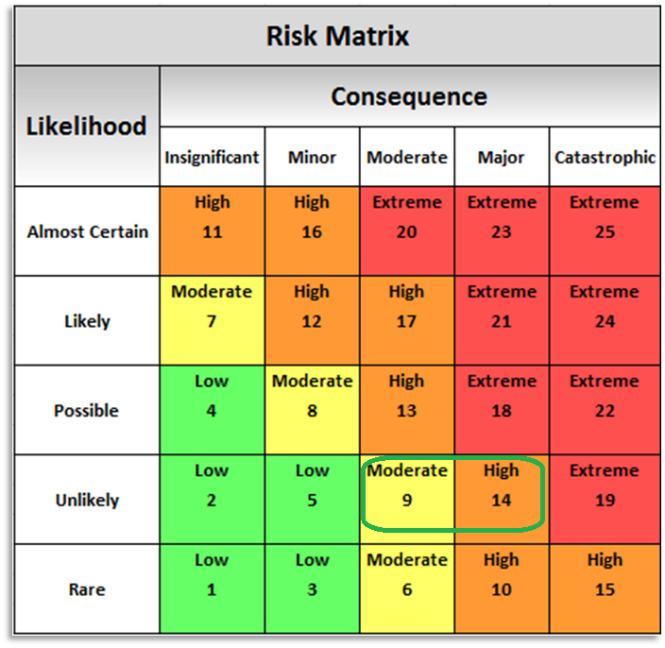 Risk Matrix
Likelihood
Consequence
Insignificant Minor Moderate Major Catastrophic
Almost Certain
High High Extreme Extreme Extreme
11 16 20 23 25
Likely
Moderate High High Extreme Extreme
7 12 17 21 24
Possible
Low Moderate High Extreme Extreme
4 8 13 18 22
Unlikely
Low Low Moderate High Extreme
2 5 9 14 19
Rare
Low Low Moderate High High
1 3 6 10 15